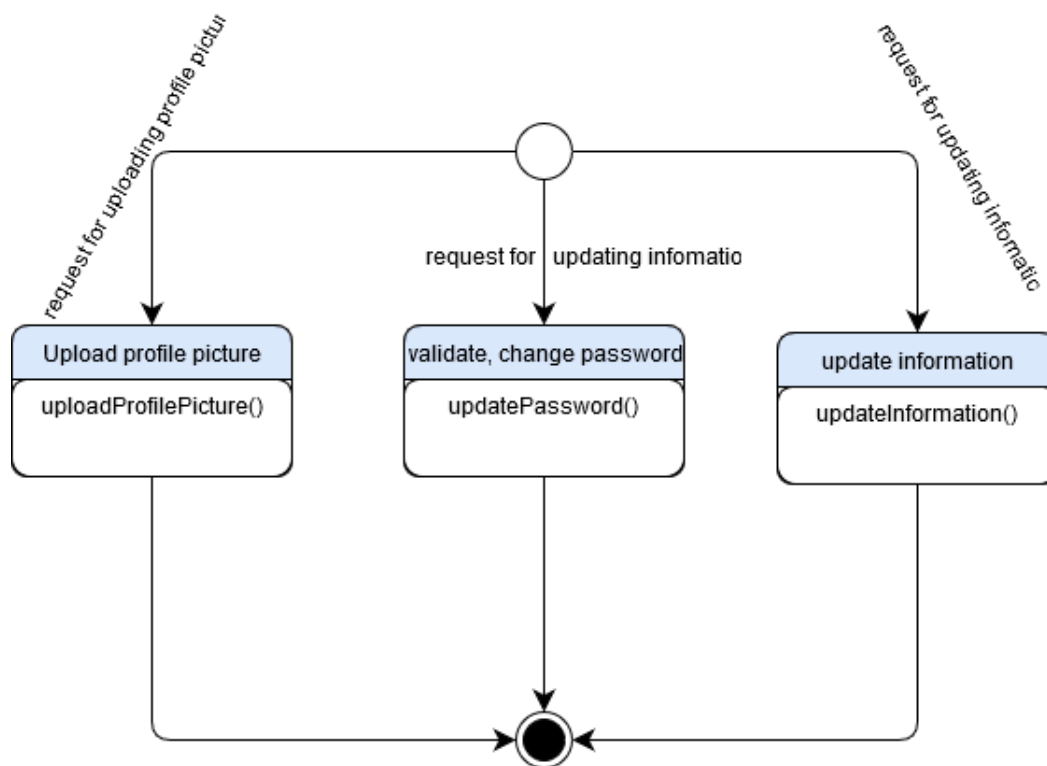 request for uploading profile pictur
request for updating infomatic
request for updating infomatio
Upload profile picture
uploadProfilePicture()
validate, change password
updatePassword()
update information
updateInformation()